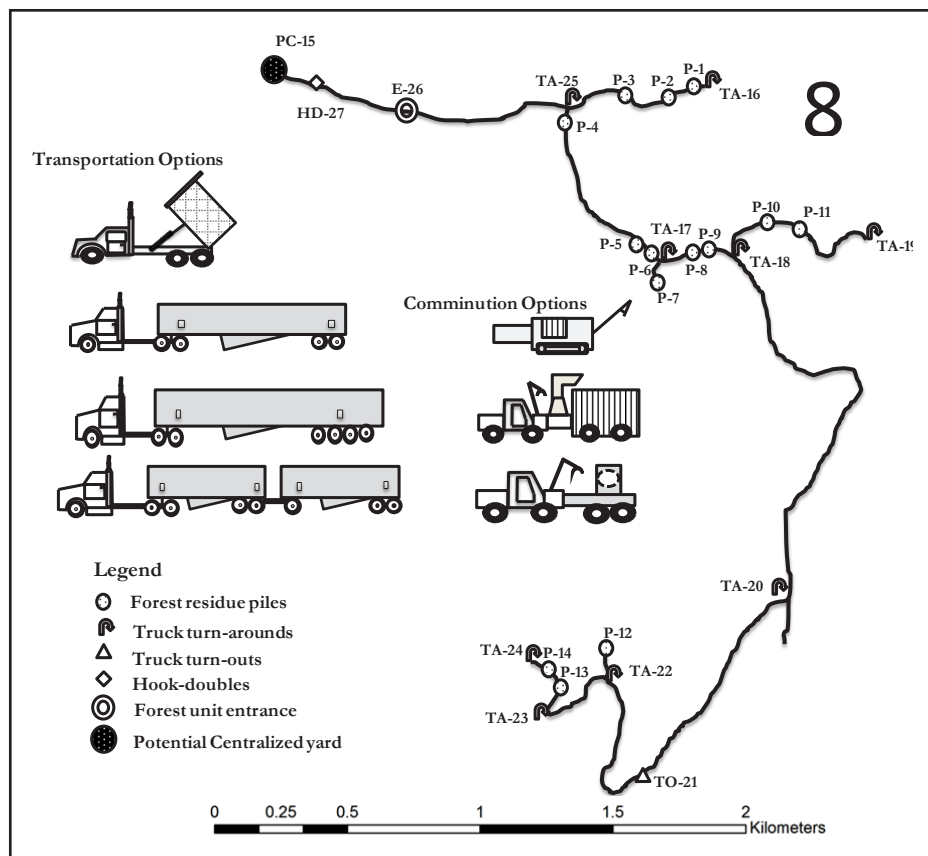 PC-15
HD-27
E-26
TA-25
P-3
P-2
P-1
TA-16
8
P-4
Transportation Options
P-5
P-6
TA-17
P-7
P-8
P-9
TA-18
P-10
P-11
TA-19
Comminution Options
TA-20
Legend
Forest residue piles
Truck turn-arounds
Truck turn-outs
Hook-doubles
Forest unit entrance
Potential Centralized yard
TA-24
P-14
P-13
P-12
TA-22
TA-23
TO-21
0 0.25 0.5 1 1.5 2
Kilometers